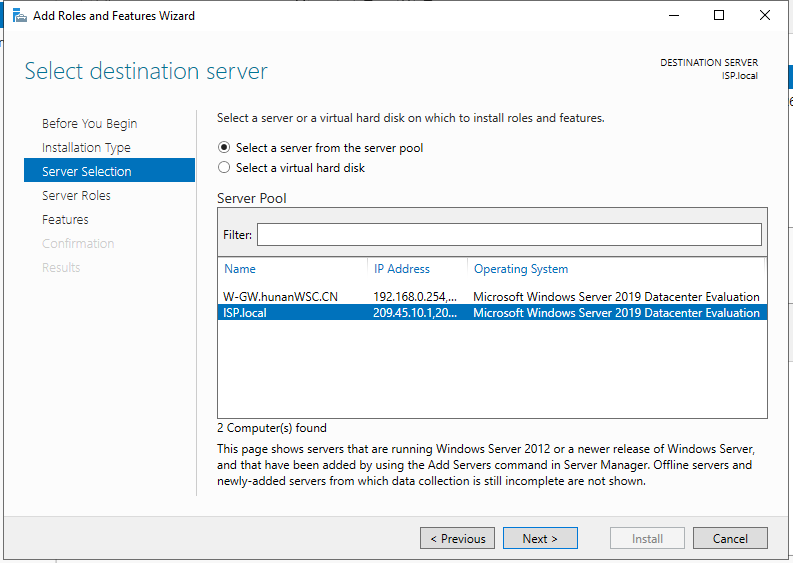 Add Roles and Features Wizard
Select destination server
DESTINATION SERVER
ISP.local
Before You Begin
Installation Type
Server Selection
Server Roles
Features
Confirmation
Results
Select a server or a virtual hard disk on which to install roles and features.
Select a server from the server pool
Select a virtual hard disk
Server Pool
Filter:
Name IP Address Operating System
W-GW.hunanWSC.CN 192.168.0.254,... Microsoft Windows Server 2019 Datacenter Evaluation
ISP.local 209.45.10.1,20... Microsoft Windows Server 2019 Datacenter Evaluation
2 Computer(s) found
This page shows servers that are running Windows Server 2012 or a newer release of Windows Server,
and that have been added by using the Add Servers command in Server Manager. Offline servers and
newly-added servers from which data collection is still incomplete are not shown.
< Previous Next > Install Cancel